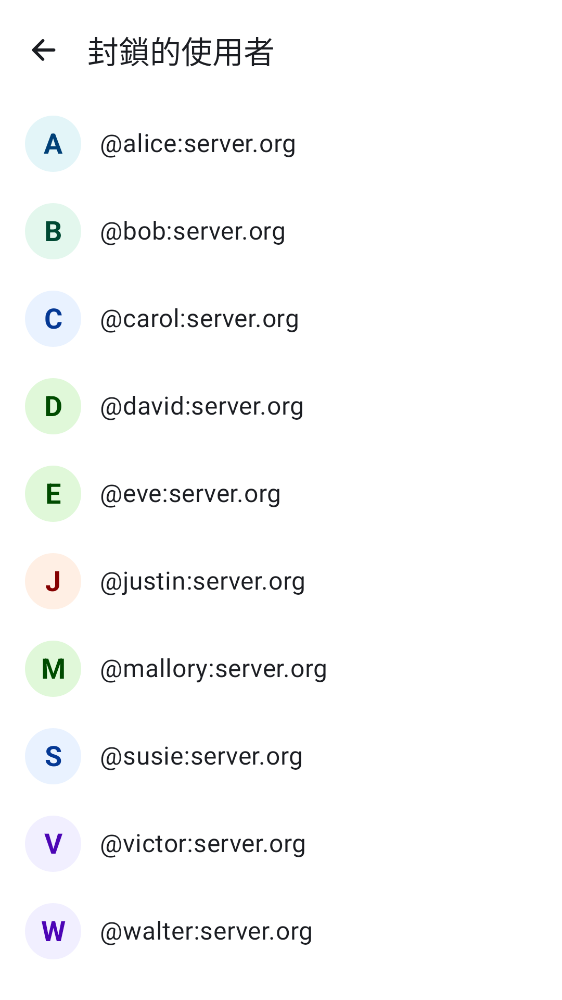 封鎖的使用者
A @alice:server.org
B @bob:server.org
C @carol:server.org
D @david:server.org
E @eve:server.org
J @justin:server.org
M @mallory:server.org
S @susie:server.org
V @victor:server.org
W @walter:server.org